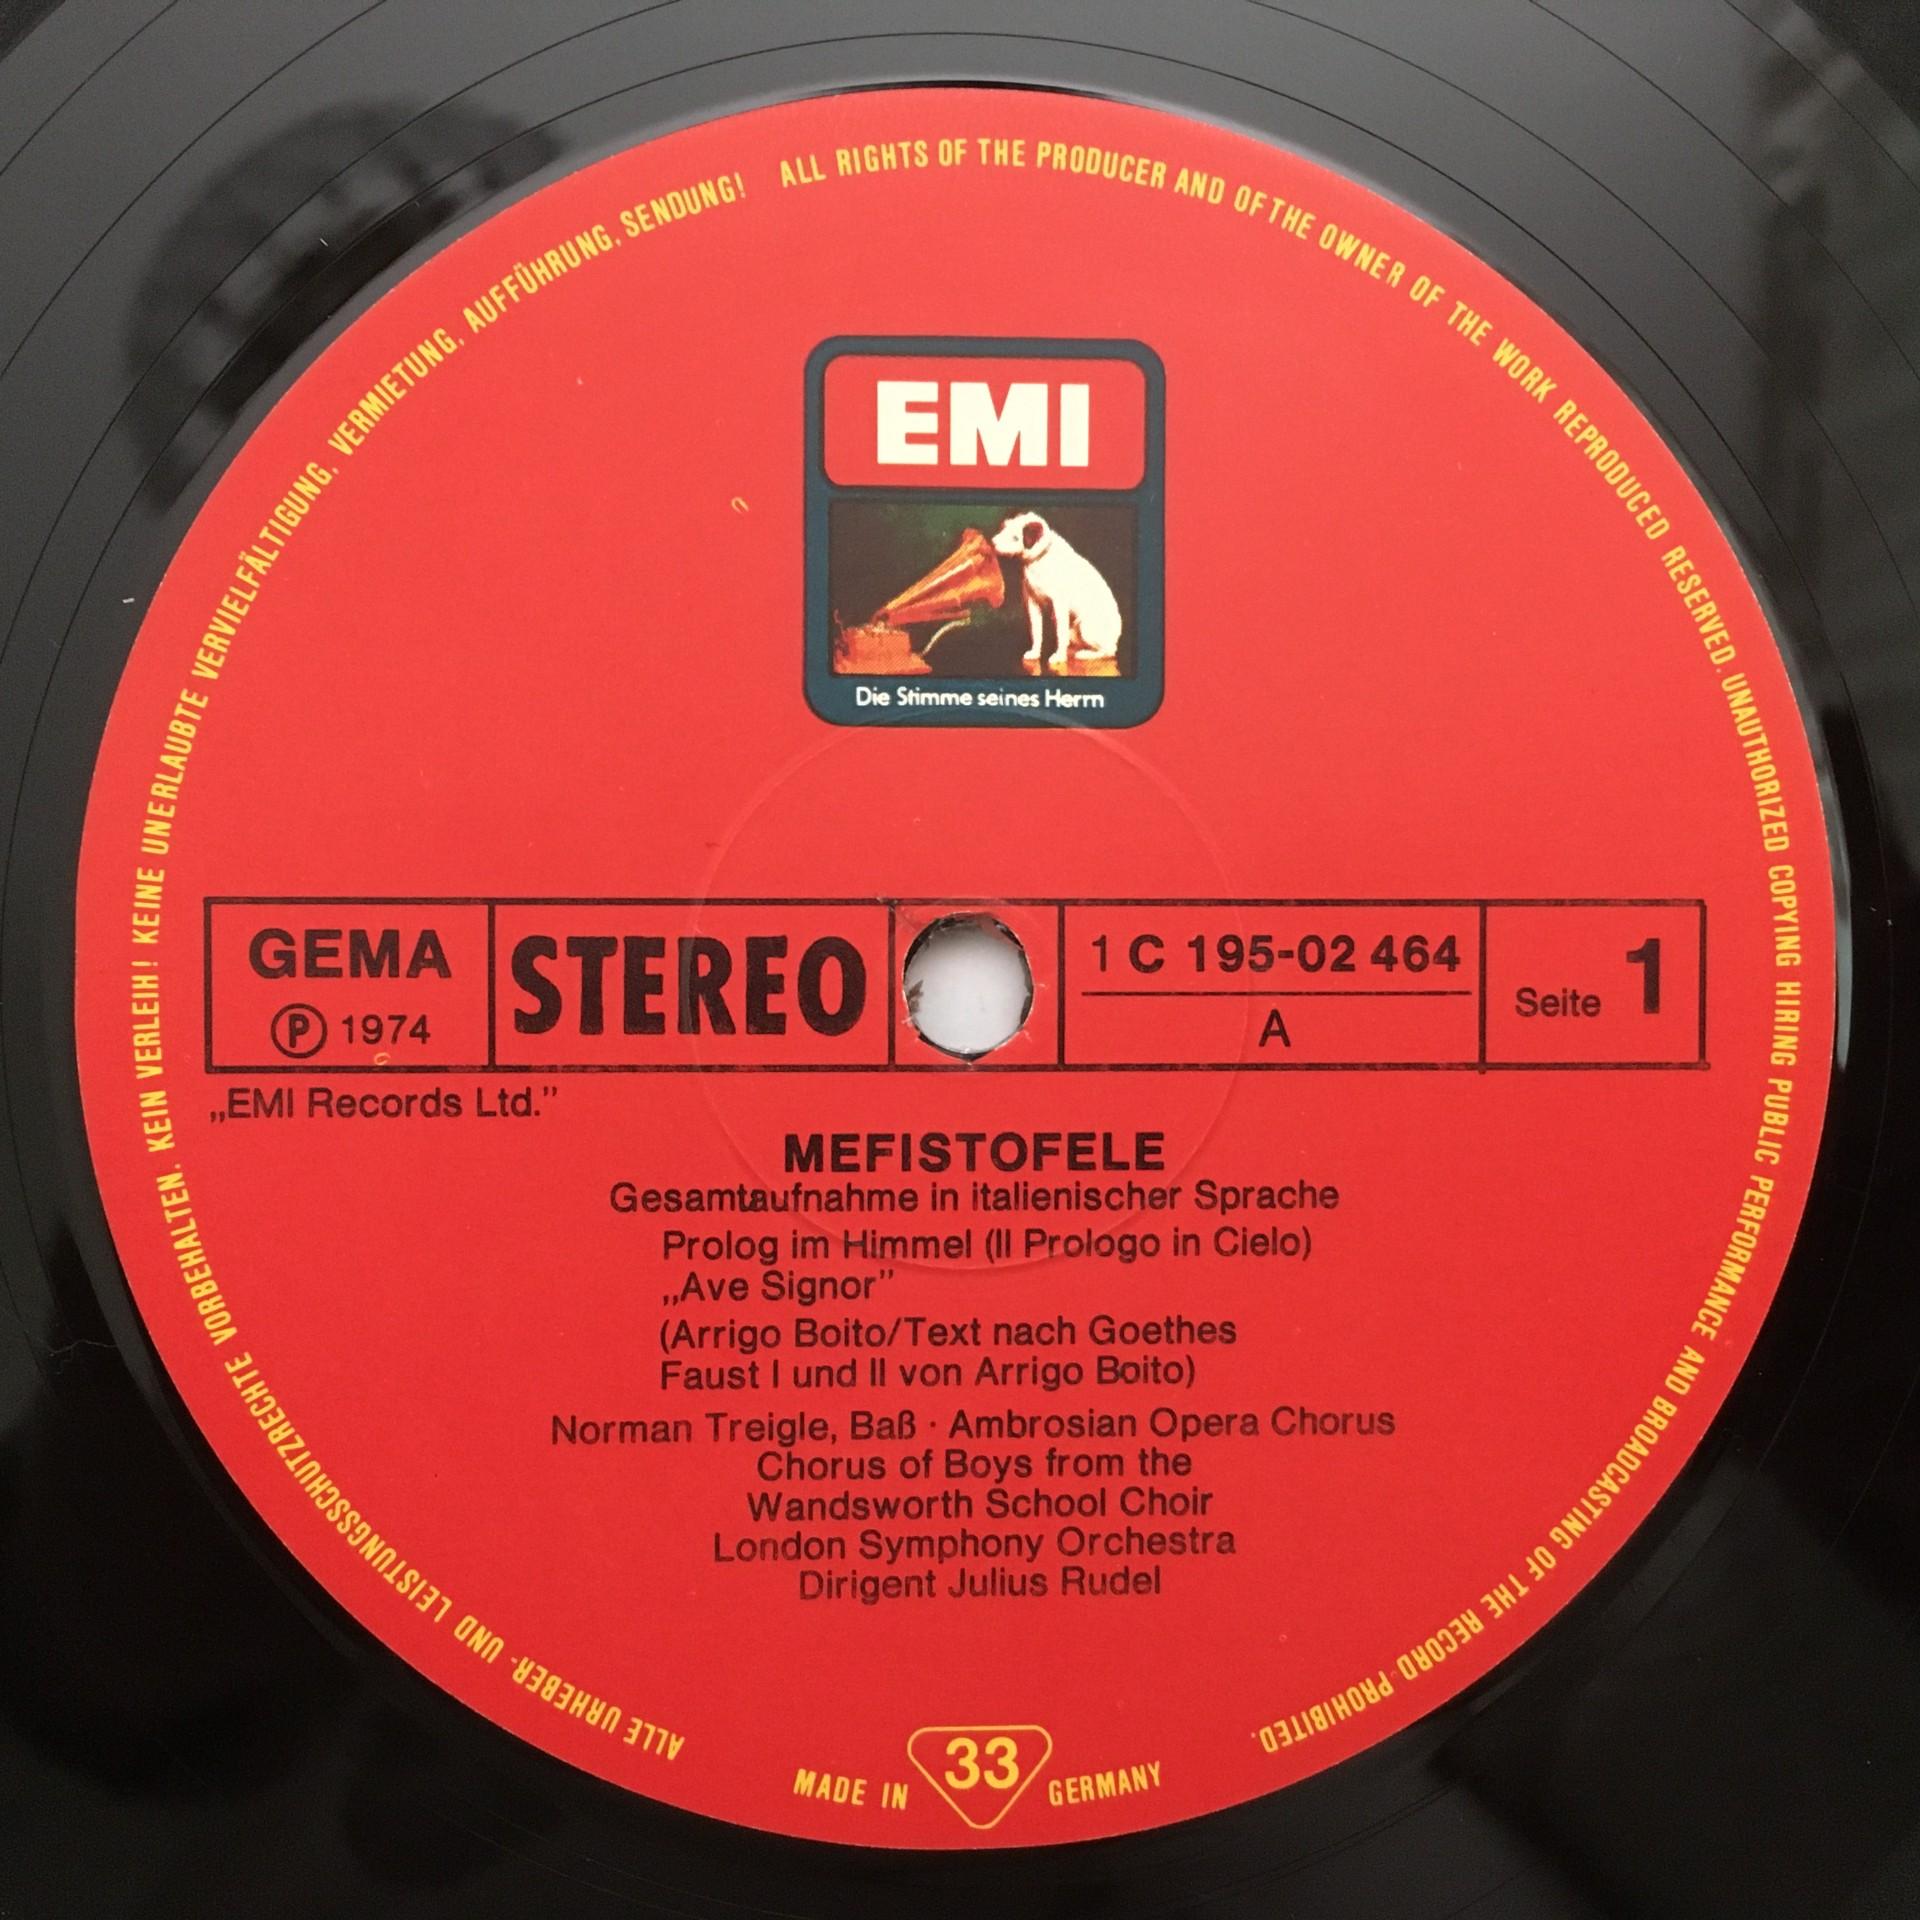 ALLE URHEBER- UND LEISTUNGSSCHUTZRECHTE VORBEHALTEN. KEIN VERLEIH! KEINE UNERLAUBTE VERVIELFÄLTIGUNG, VERMIETUNG, AUFFÜHRUNG, SENDUNG!
ALL RIGHTS OF THE PRODUCER AND OF THE OWNER OF THE WORK REPRODUCED RESERVED. UNAUTHORIZED COPYING HIRING PUBLIC PERFORMANCE AND BROADCASTING OF THE RECORD PROHIBITED.
EMI
Die Stimme seines Herrn
GEMA
Ⓟ 1974
STEREO
1 C 195-02 464
A
Seite 1
„EMI Records Ltd.”
MEFISTOFELE
Gesamtaufnahme in italienischer Sprache
Prolog im Himmel (Il Prologo in Cielo)
„Ave Signor”
(Arrigo Boito/Text nach Goethes
Faust I und II von Arrigo Boito)
Norman Treigle, Baß · Ambrosian Opera Chorus
Chorus of Boys from the
Wandsworth School Choir
London Symphony Orchestra
Dirigent Julius Rudel
MADE IN 33 GERMANY